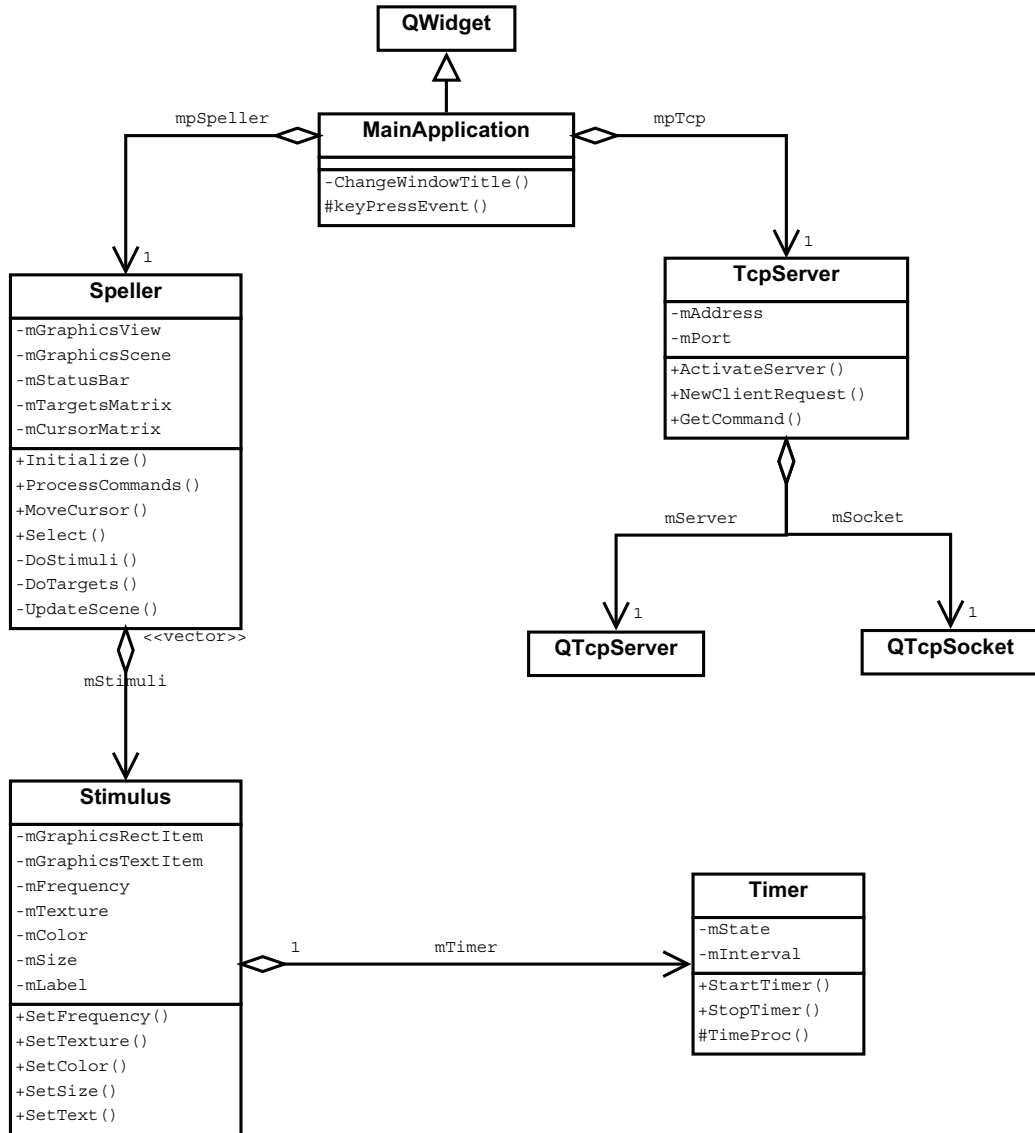 QWidget
mpSpeller
MainApplication
mpTcp
-ChangeWindowTitle()
#keyPressEvent()
1
1
Speller
-mGraphicsView
-mGraphicsScene
-mStatusBar
-mTargetsMatrix
-mCursorMatrix
+Initialize()
+ProcessCommands()
+MoveCursor()
+Select()
-DoStimuli()
-DoTargets()
-UpdateScene()
TcpServer
-mAddress
-mPort
+ActivateServer()
+NewClientRequest()
+GetCommand()
mServer
mSocket
1
1
QTcpServer
QTcpSocket
<<vector>>
mStimuli
Stimulus
-mGraphicsRectItem
-mGraphicsTextItem
-mFrequency
-mTexture
-mColor
-mSize
-mLabel
+SetFrequency()
+SetTexture()
+SetColor()
+SetSize()
+SetText()
1
mTimer
Timer
-mState
-mInterval
+StartTimer()
+StopTimer()
#TimeProc()